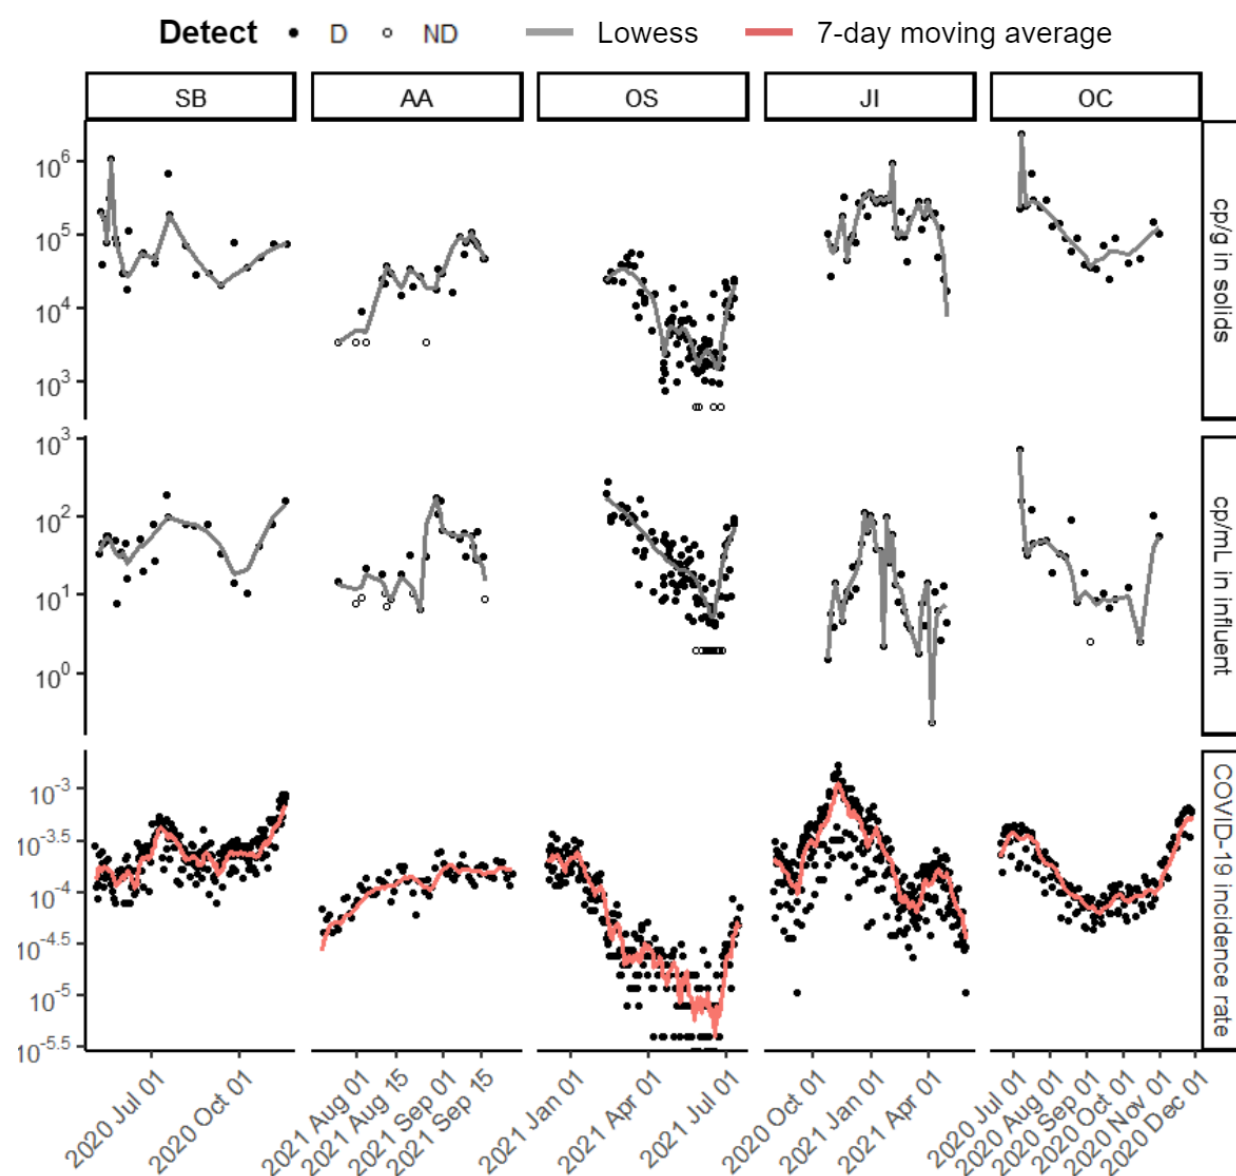 Detect D ND Lowess 7-day moving average
SB AA OS JI OC
10^6
10^5
10^4
10^3
cp/g in solids
10^3
10^2
10^1
10^0
cp/mL in influent
10^-3
10^-3.5
10^-4
10^-4.5
10^-5
10^-5.5
COVID-19 incidence rate
2020 Jul 01
2020 Oct 01
2021 Aug 01
2021 Aug 15
2021 Sep 01
2021 Sep 15
2021 Jan 01
2021 Apr 01
2021 Jul 01
2020 Oct 01
2021 Jan 01
2021 Apr 01
2020 Jul 01
2020 Aug 01
2020 Sep 01
2020 Oct 01
2020 Nov 01
2020 Dec 01